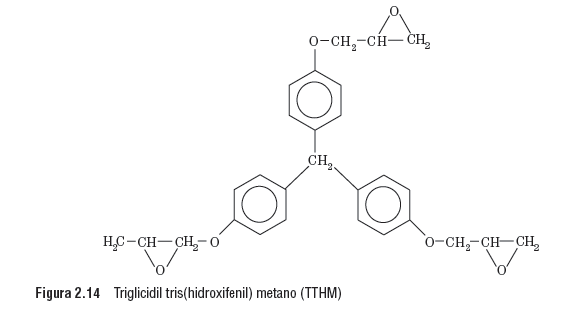 O
O-CH₂-CH-CH₂
CH₂
H₂C-CH-CH₂-O
O-CH₂-CH-CH₂
O
O
Figura 2.14 Triglicidil tris(hidroxifenil) metano (TTHM)